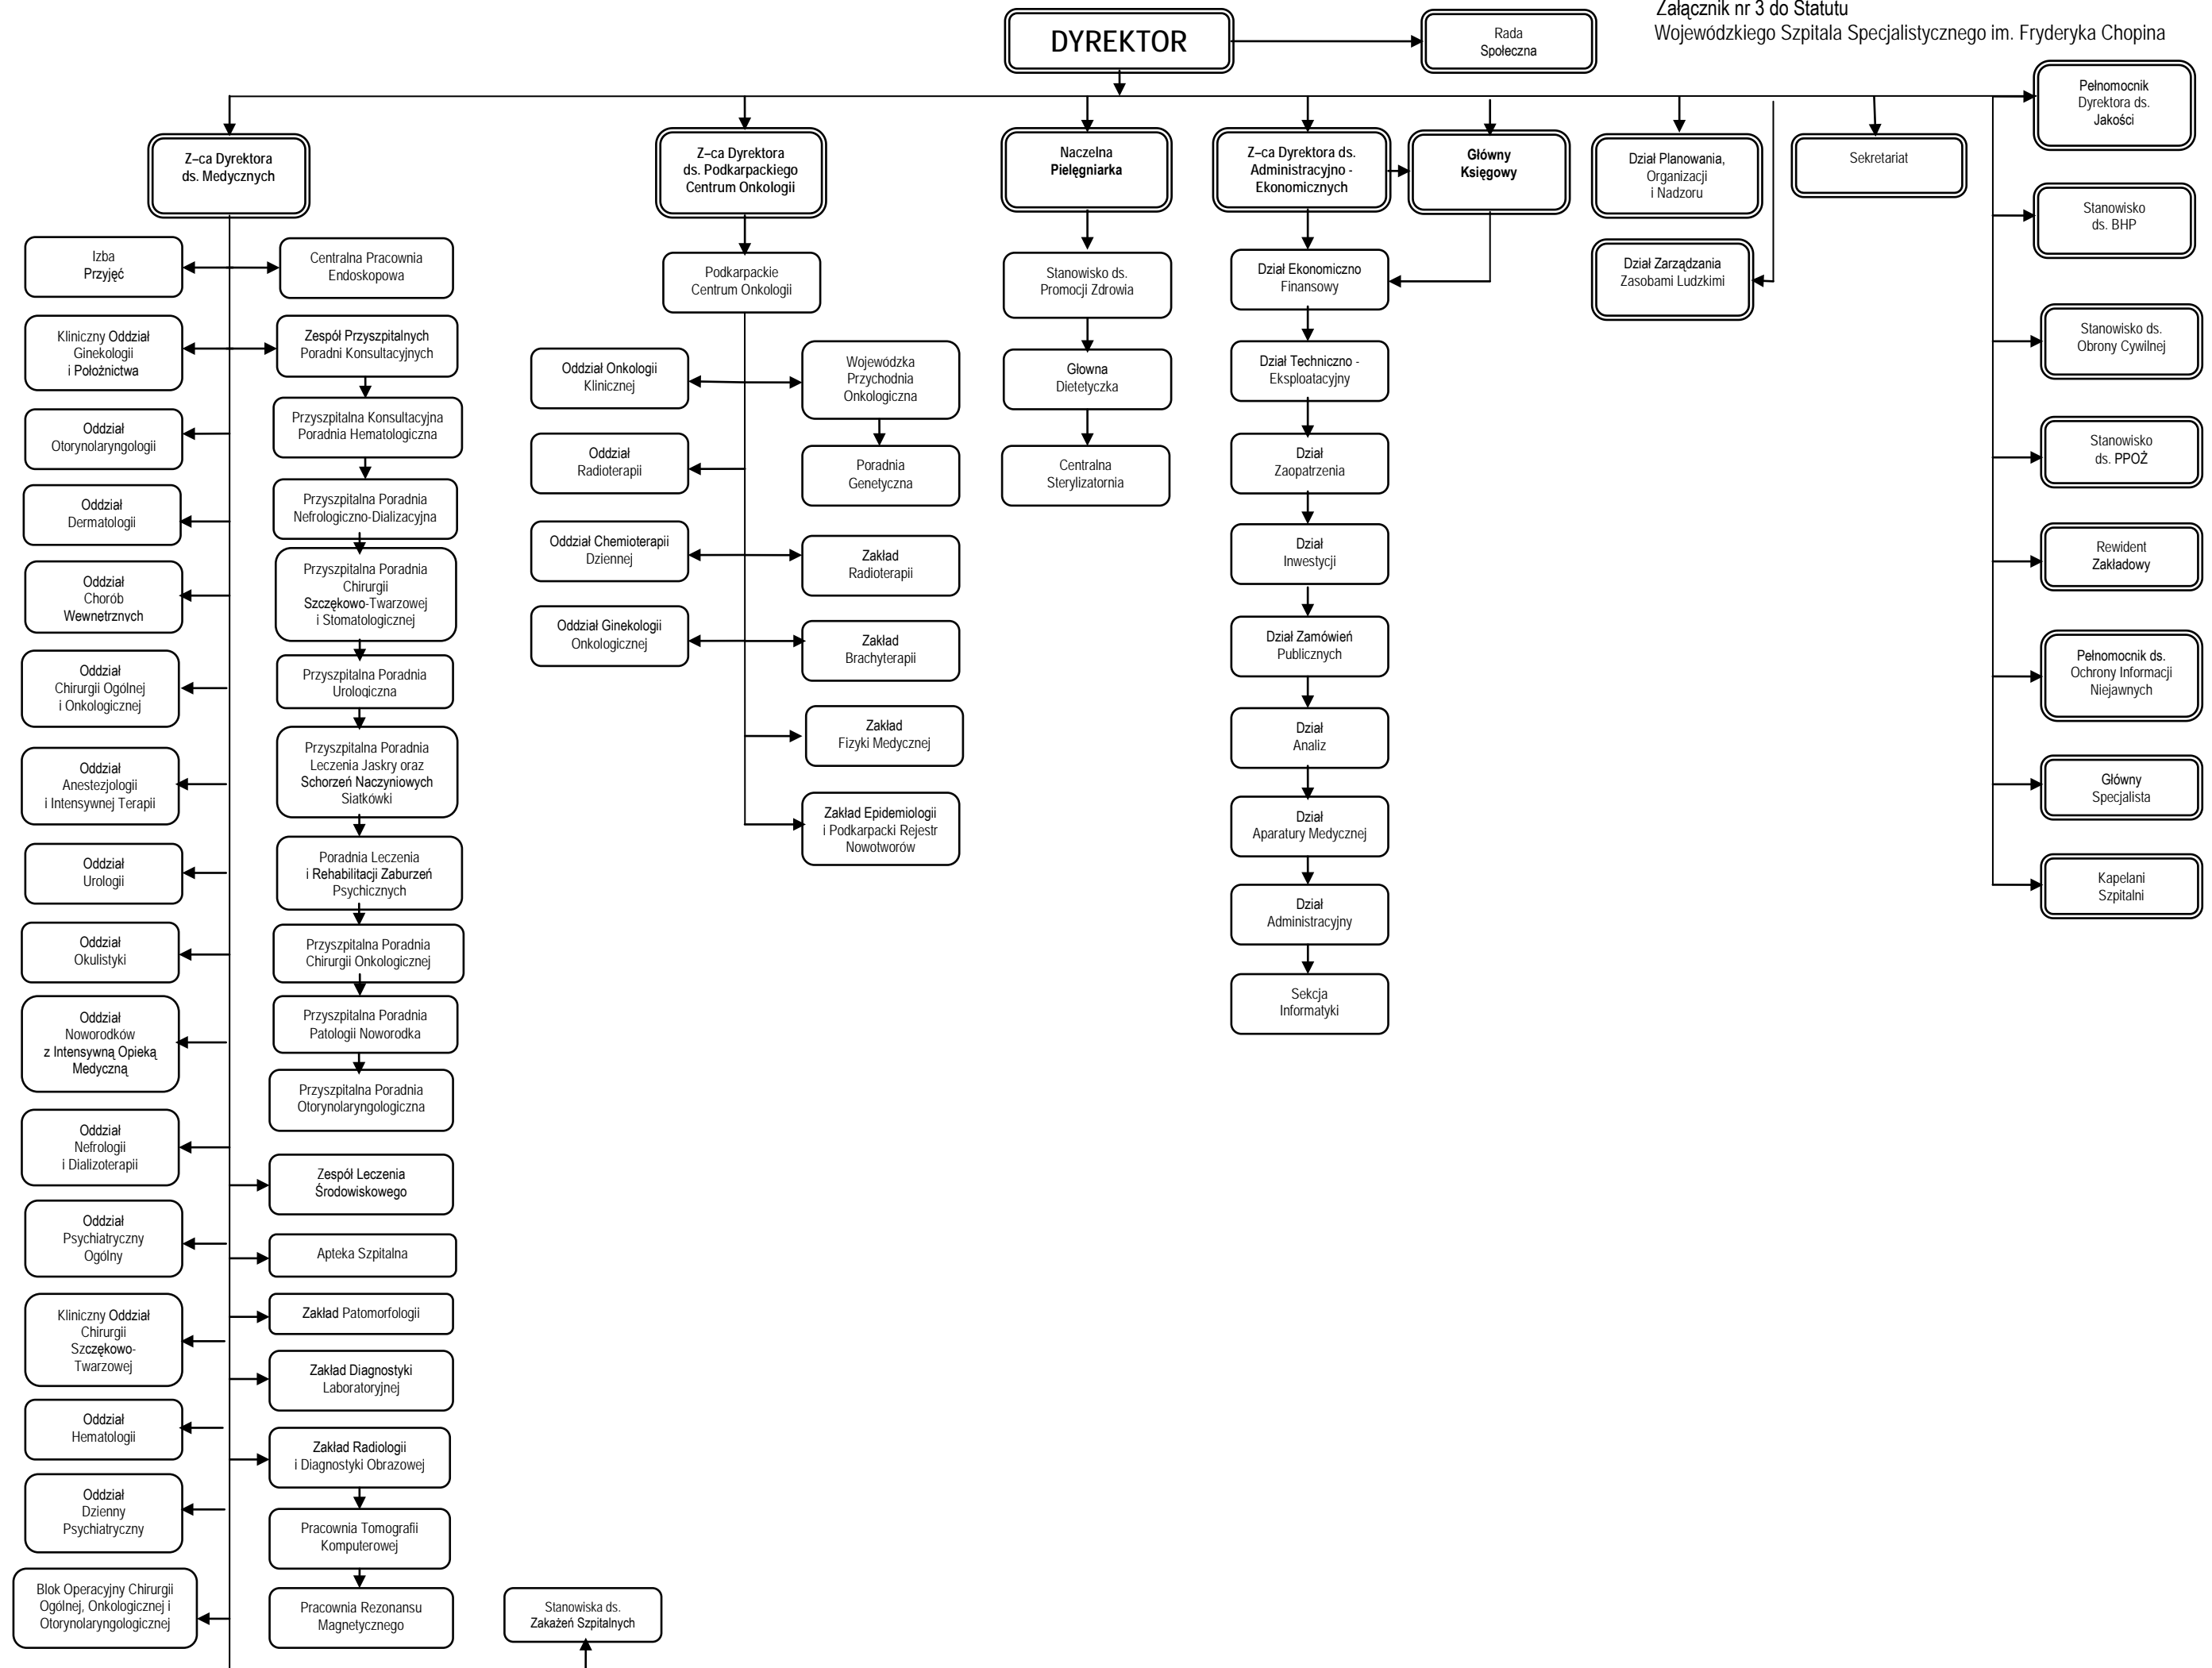 Załącznik nr 3 do Statutu
Wojewódzkiego Szpitala Specjalistycznego im. Fryderyka Chopina
DYREKTOR
Rada
Społeczna
Z–ca Dyrektora
ds. Medycznych
Z–ca Dyrektora
ds. Podkarpackiego
Centrum Onkologii
Naczelna
Pielęgniarka
Z–ca Dyrektora ds.
Administracyjno -
Ekonomicznych
Główny
Księgowy
Dział Planowania,
Organizacji
i Nadzoru
Dział Zarządzania
Zasobami Ludzkimi
Sekretariat
Pełnomocnik
Dyrektora ds.
Jakości
Stanowisko
ds. BHP
Stanowisko ds.
Obrony Cywilnej
Stanowisko
ds. PPOŻ
Rewident
Zakładowy
Pełnomocnik ds.
Ochrony Informacji
Niejawnych
Główny
Specjalista
Kapelani
Szpitalni
Izba
Przyjęć
Kliniczny Oddział
Ginekologii
i Położnictwa
Oddział
Otorynolaryngologii
Oddział
Dermatologii
Oddział
Chorób
Wewnętrznych
Oddział
Chirurgii Ogólnej
i Onkologicznej
Oddział
Anestezjologii
i Intensywnej Terapii
Oddział
Urologii
Oddział
Okulistyki
Oddział
Noworodków
z Intensywną Opieką
Medyczną
Oddział
Nefrologii
i Dializoterapii
Oddział
Psychiatryczny
Ogólny
Kliniczny Oddział
Chirurgii
Szczękowo-
Twarzowej
Oddział
Hematologii
Oddział
Dzienny
Psychiatryczny
Blok Operacyjny Chirurgii
Ogólnej, Onkologicznej i
Otorynolaryngologicznej
Centralna Pracownia
Endoskopowa
Zespół Przyszpitalnych
Poradni Konsultacyjnych
Przyszpitalna Konsultacyjna
Poradnia Hematologiczna
Przyszpitalna Poradnia
Nefrologiczno-Dializacyjna
Przyszpitalna Poradnia
Chirurgii
Szczękowo-Twarzowej
i Stomatologicznej
Przyszpitalna Poradnia
Urologiczna
Przyszpitalna Poradnia
Leczenia Jaskry oraz
Schorzeń Naczyniowych
Siatkówki
Poradnia Leczenia
i Rehabilitacji Zaburzeń
Psychicznych
Przyszpitalna Poradnia
Chirurgii Onkologicznej
Przyszpitalna Poradnia
Patologii Noworodka
Przyszpitalna Poradnia
Otorynolaryngologiczna
Zespół Leczenia
Środowiskowego
Apteka Szpitalna
Zakład Patomorfologii
Zakład Diagnostyki
Laboratoryjnej
Zakład Radiologii
i Diagnostyki Obrazowej
Pracownia Tomografii
Komputerowej
Pracownia Rezonansu
Magnetycznego
Stanowiska ds.
Zakażeń Szpitalnych
Podkarpackie
Centrum Onkologii
Oddział Onkologii
Klinicznej
Oddział
Radioterapii
Oddział Chemioterapii
Dziennej
Oddział Ginekologii
Onkologicznej
Wojewódzka
Przychodnia
Onkologiczna
Poradnia
Genetyczna
Zakład
Radioterapii
Zakład
Brachyterapii
Zakład
Fizyki Medycznej
Zakład Epidemiologii
i Podkarpacki Rejestr
Nowotworów
Stanowisko ds.
Promocji Zdrowia
Głowna
Dietetyczka
Centralna
Sterylizatornia
Dział Ekonomiczno
Finansowy
Dział Techniczno -
Eksploatacyjny
Dział
Zaopatrzenia
Dział
Inwestycji
Dział Zamówień
Publicznych
Dział
Analiz
Dział
Aparatury Medycznej
Dział
Administracyjny
Sekcja
Informatyki